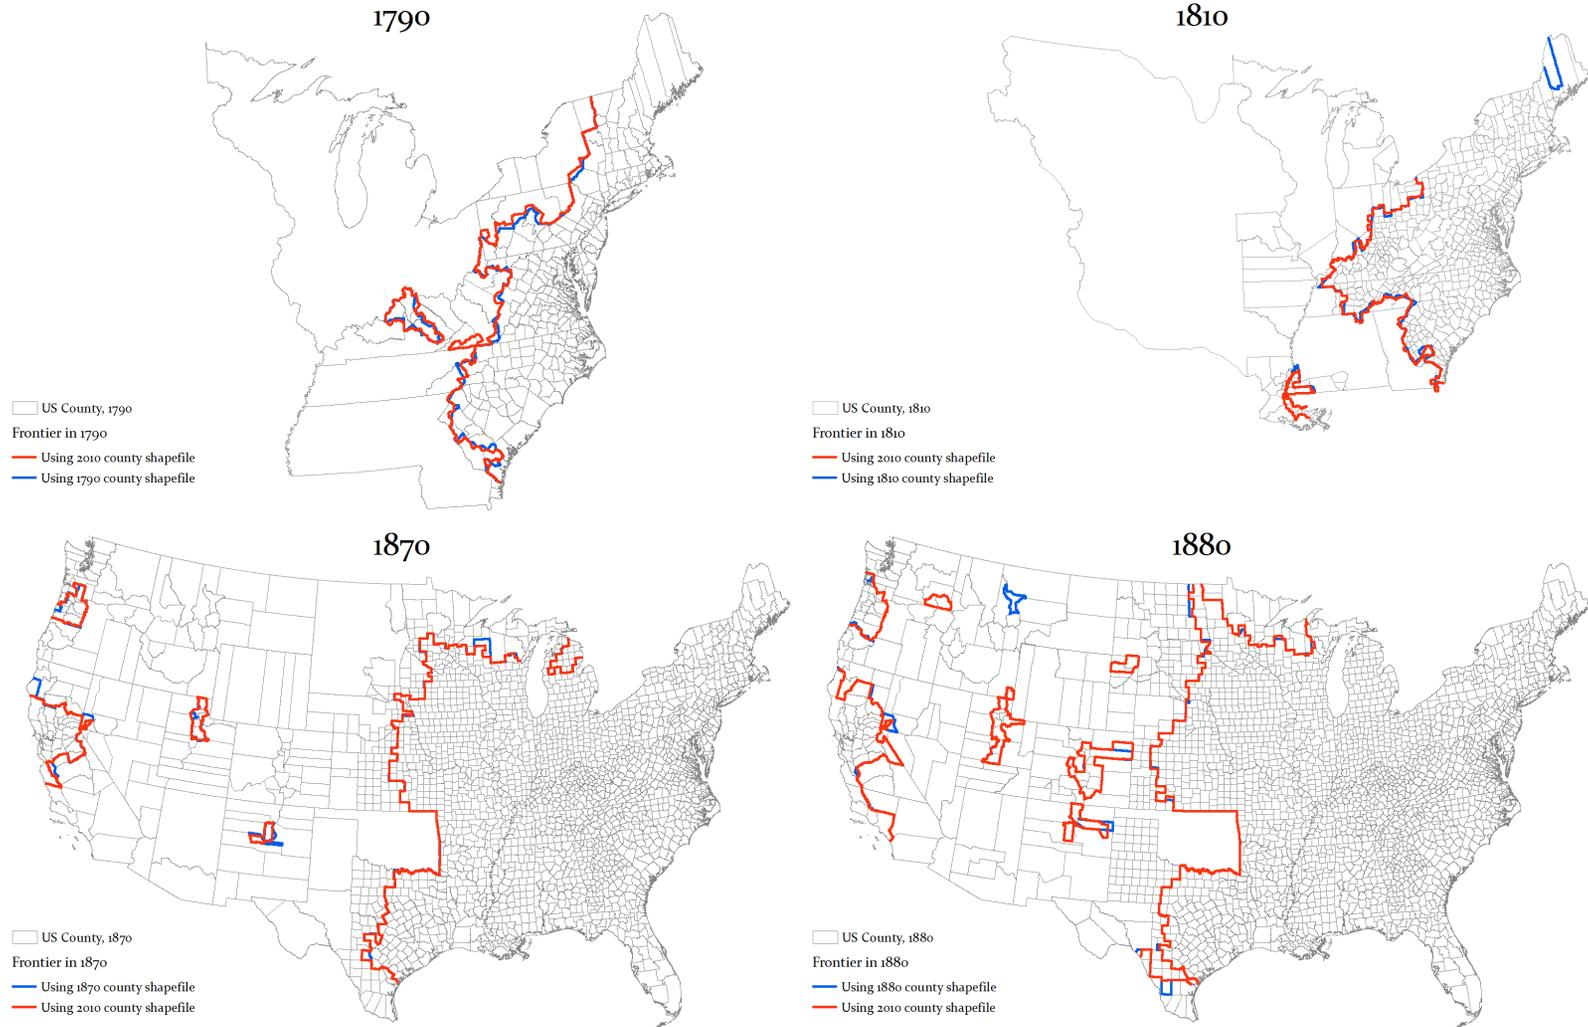 1790
US County, 1790
Frontier in 1790
Using 2010 county shapefile
Using 1790 county shapefile
1810
US County, 1810
Frontier in 1810
Using 2010 county shapefile
Using 1810 county shapefile
1870
US County, 1870
Frontier in 1870
Using 1870 county shapefile
Using 2010 county shapefile
1880
US County, 1880
Frontier in 1880
Using 1880 county shapefile
Using 2010 county shapefile